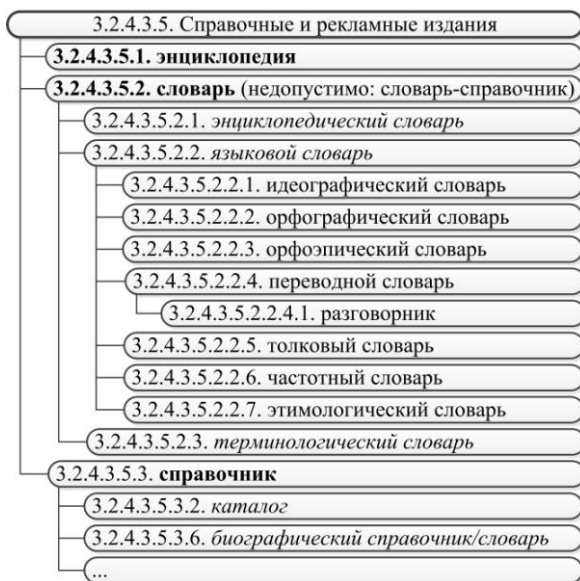 3.2.4.3.5. Справочные и рекламные издания
3.2.4.3.5.1. энциклопедия
3.2.4.3.5.2. словарь (недопустимо: словарь-справочник)
3.2.4.3.5.2.1. энциклопедический словарь
3.2.4.3.5.2.2. языковой словарь
3.2.4.3.5.2.2.1. идеографический словарь
3.2.4.3.5.2.2.2. орфографический словарь
3.2.4.3.5.2.2.3. орфоэпический словарь
3.2.4.3.5.2.2.4. переводной словарь
3.2.4.3.5.2.2.4.1. разговорник
3.2.4.3.5.2.2.5. толковый словарь
3.2.4.3.5.2.2.6. частотный словарь
3.2.4.3.5.2.2.7. этимологический словарь
3.2.4.3.5.2.3. терминологический словарь
3.2.4.3.5.3. справочник
3.2.4.3.5.3.2. каталог
3.2.4.3.5.3.6. биографический справочник/словарь
...